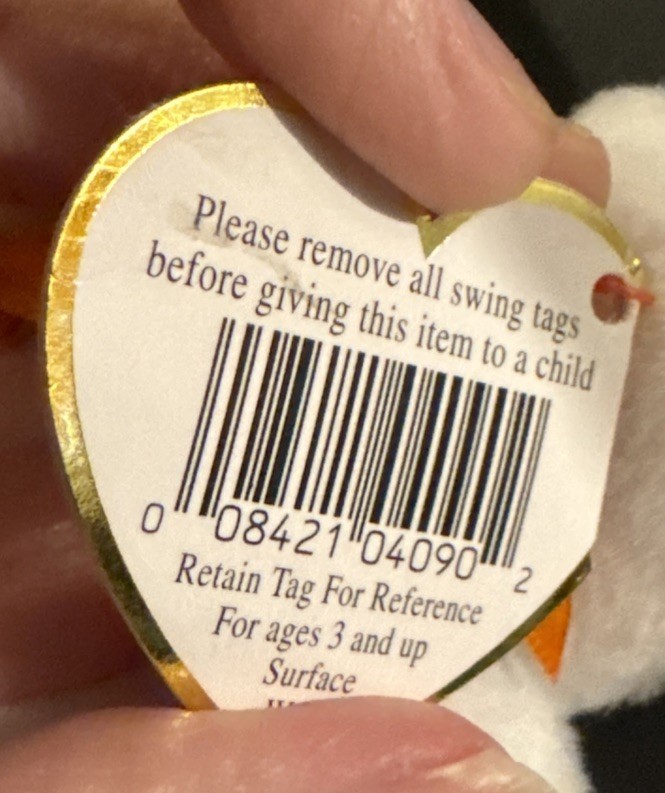 Please remove all swing tags
before giving this item to a child
0 08421 04090 2
Retain Tag For Reference
For ages 3 and up
Surface